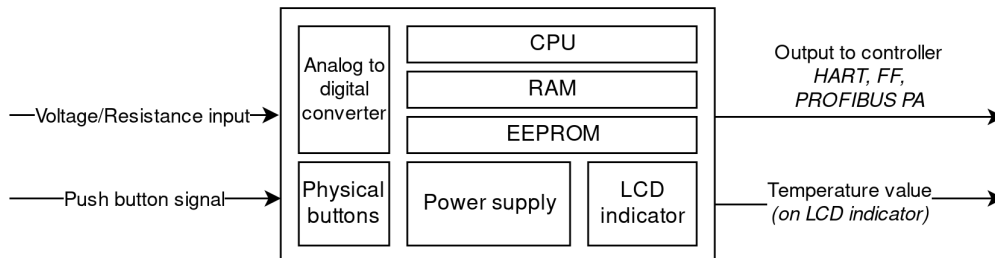 Voltage/Resistance input
Push button signal
Analog to
digital
converter
CPU
RAM
EEPROM
Physical
buttons
Power supply
LCD
indicator
Output to controller
HART, FF,
PROFIBUS PA
Temperature value
(on LCD indicator)